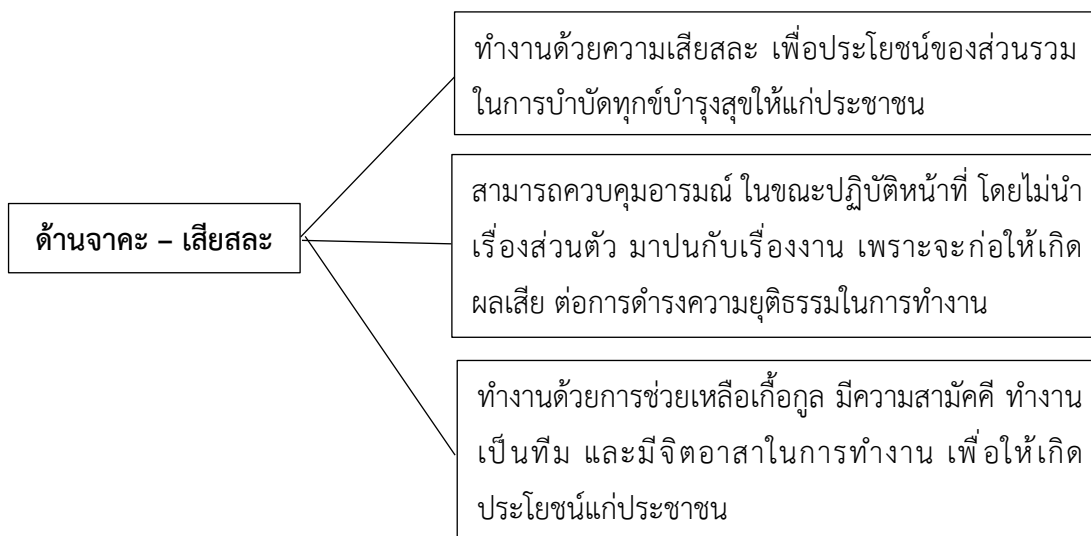 ทำงานด้วยความเสียสละ เพื่อประโยชน์ของส่วนรวม
ในการบำบัดทุกข์บำรุงสุขให้แก่ประชาชน
ด้านจาคะ – เสียสละ
สามารถควบคุมอารมณ์ ในขณะปฏิบัติหน้าที่ โดยไม่นำ
เรื่องส่วนตัว มาปนกับเรื่องงาน เพราะจะก่อให้เกิด
ผลเสีย ต่อการดำรงความยุติธรรมในการทำงาน
ทำงานด้วยการช่วยเหลือเกื้อกูล มีความสามัคคี ทำงาน
เป็นทีม และมีจิตอาสาในการทำงาน เพื่อให้เกิด
ประโยชน์แก่ประชาชน